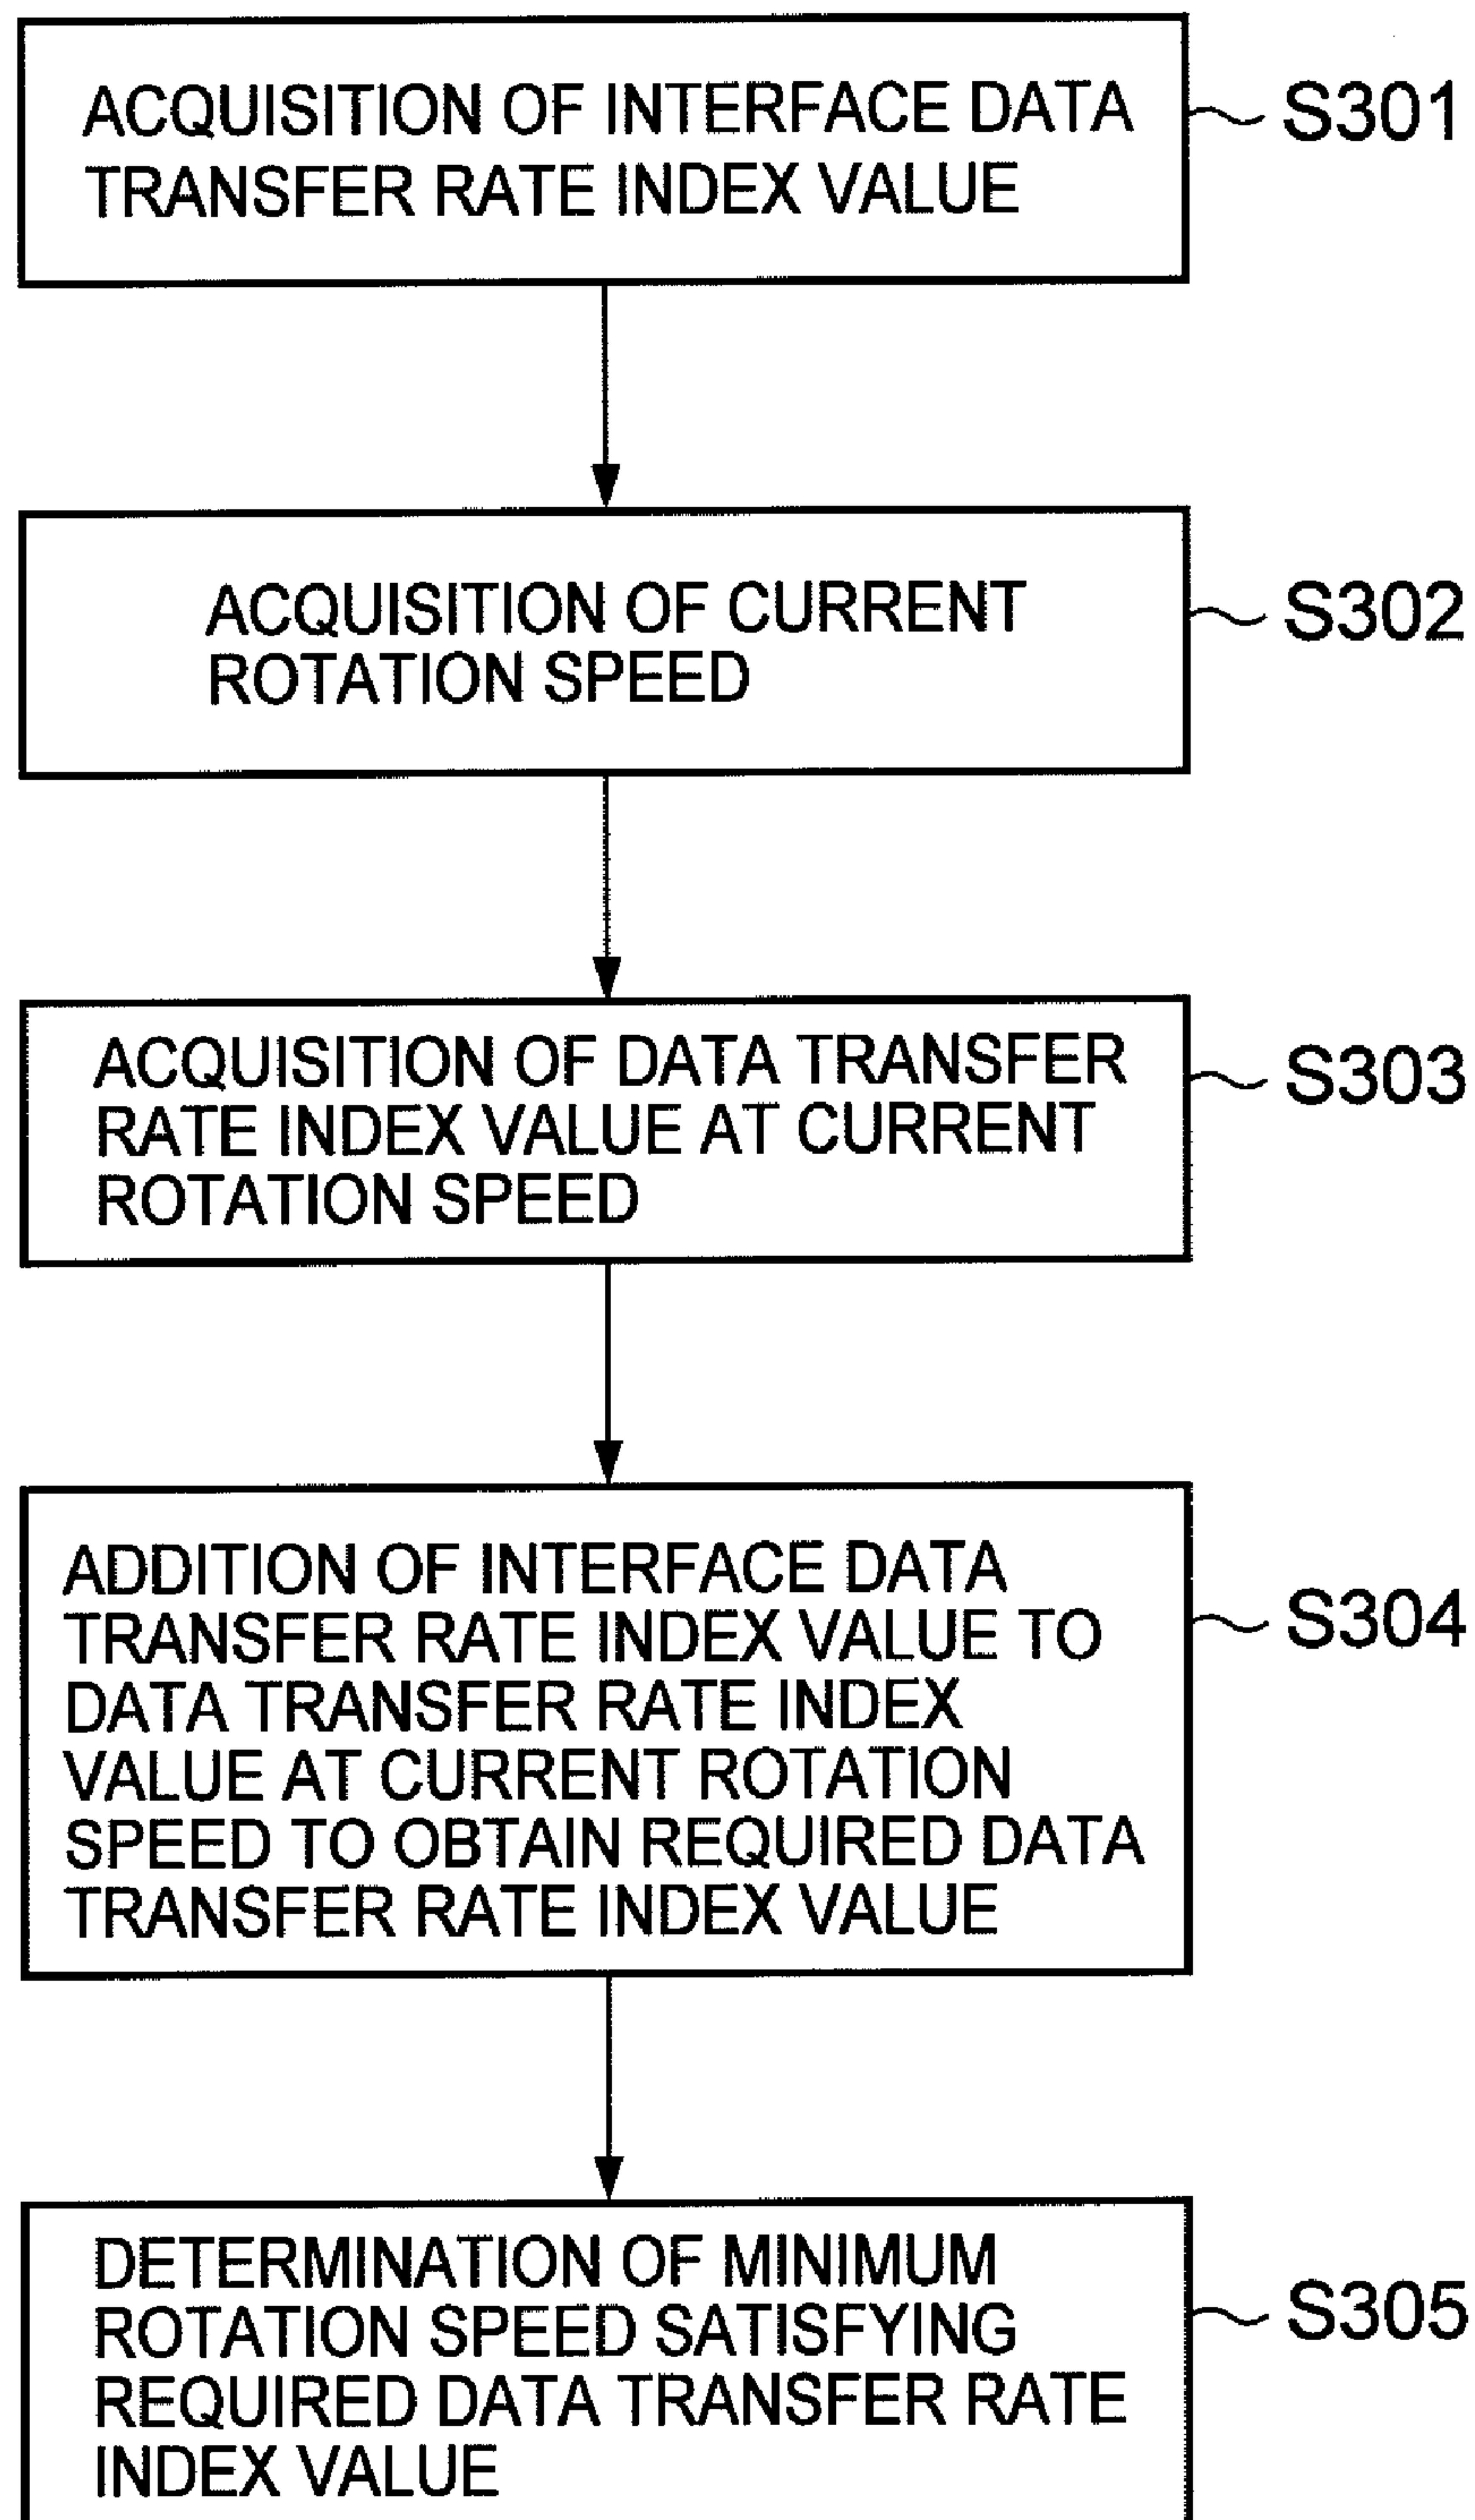 ACQUISITION OF INTERFACE DATA
TRANSFER RATE INDEX VALUE
S301
ACQUISITION OF CURRENT
ROTATION SPEED
S302
ACQUISITION OF DATA TRANSFER
RATE INDEX VALUE AT CURRENT
ROTATION SPEED
S303
ADDITION OF INTERFACE DATA
TRANSFER RATE INDEX VALUE TO
DATA TRANSFER RATE INDEX
VALUE AT CURRENT ROTATION
SPEED TO OBTAIN REQUIRED DATA
TRANSFER RATE INDEX VALUE
S304
DETERMINATION OF MINIMUM
ROTATION SPEED SATISFYING
REQUIRED DATA TRANSFER RATE
INDEX VALUE
S305